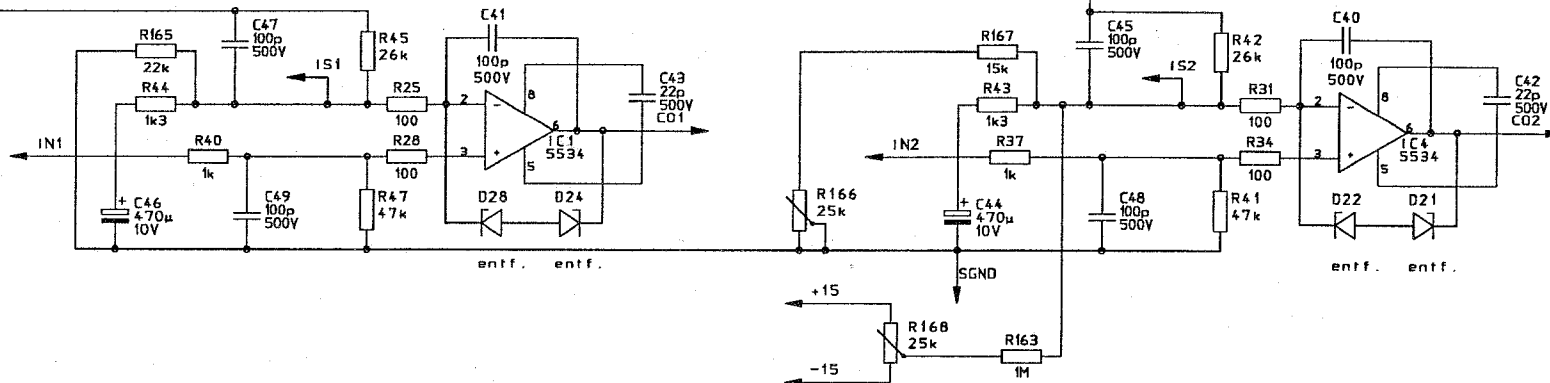 C47
100p
500V
R165
22k
R45
26k
C41
100p
500V
IS1
R44
1k3
R25
100
2
8
C43
22p
500V
CO1
IN1
R40
1k
R28
100
3
6
IC1
5534
5
C46
470µ
10V
+
C49
100p
500V
R47
47k
D28
D24
entf.
entf.
R167
15k
C45
100p
500V
R42
26k
C40
100p
500V
IS2
R43
1k3
R31
100
2
8
C42
22p
500V
CO2
IN2
R37
1k
R34
100
3
6
IC4
5534
5
R166
25k
C44
470µ
10V
+
C48
100p
500V
R41
47k
D22
D21
entf.
entf.
SGND
+15
R168
25k
R163
1M
-15